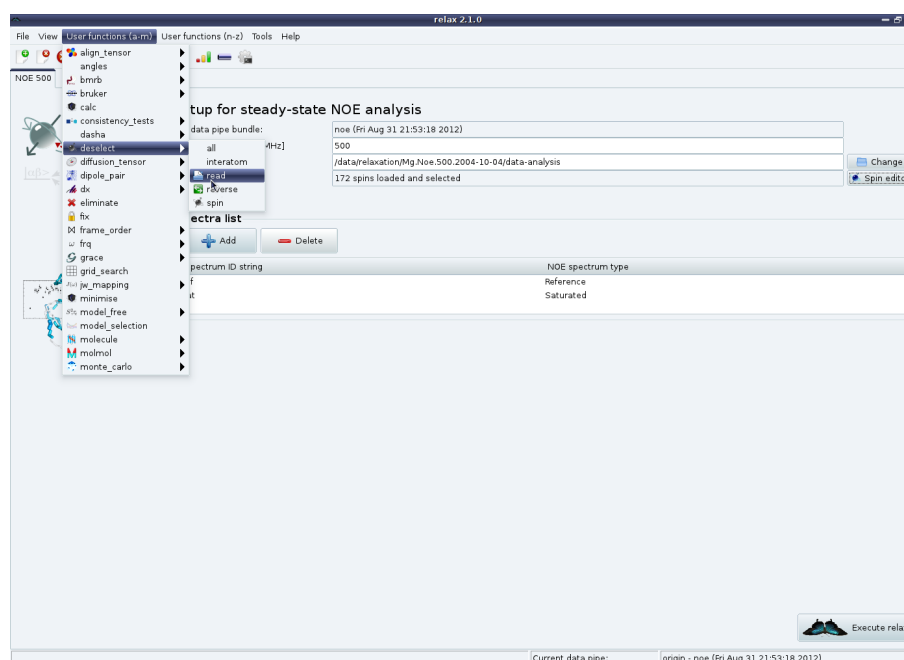 relax 2.1.0
File View User functions (a-m) User functions (n-z) Tools Help
NOE 500
align_tensor
angles
bmrb
bruker
calc
consistency_tests
dasha
deselect
diffusion_tensor
dipole_pair
dx
eliminate
fix
frame_order
frq
grace
grid_search
jw_mapping
minimise
model_free
model_selection
molecule
molmol
monte_carlo
all
interatom
read
reverse
spin
tup for steady-state NOE analysis
data pipe bundle: noe (Fri Aug 31 21:53:18 2012)
MHz] 500
/data/relaxation/Mg.Noe.500.2004-10-04/data-analysis Change
172 spins loaded and selected Spin edito
ectra list
Add Delete
pectrum ID string NOE spectrum type
f Reference
at Saturated
Execute rela
Current data pipe: origin - noe (Fri Aug 31 21:53:18 2012)